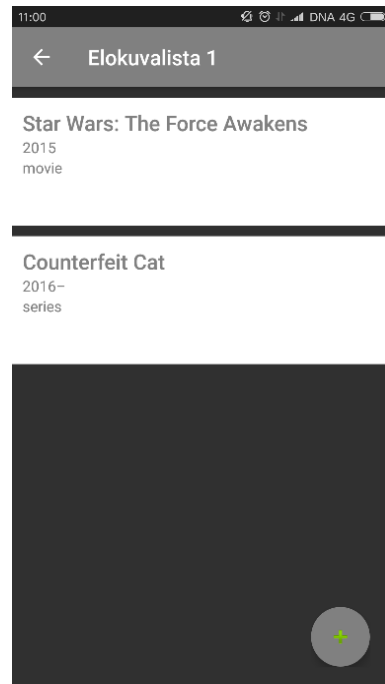 11:00 DNA 4G
Elokuvalista 1
Star Wars: The Force Awakens
2015
movie
Counterfeit Cat
2016–
series